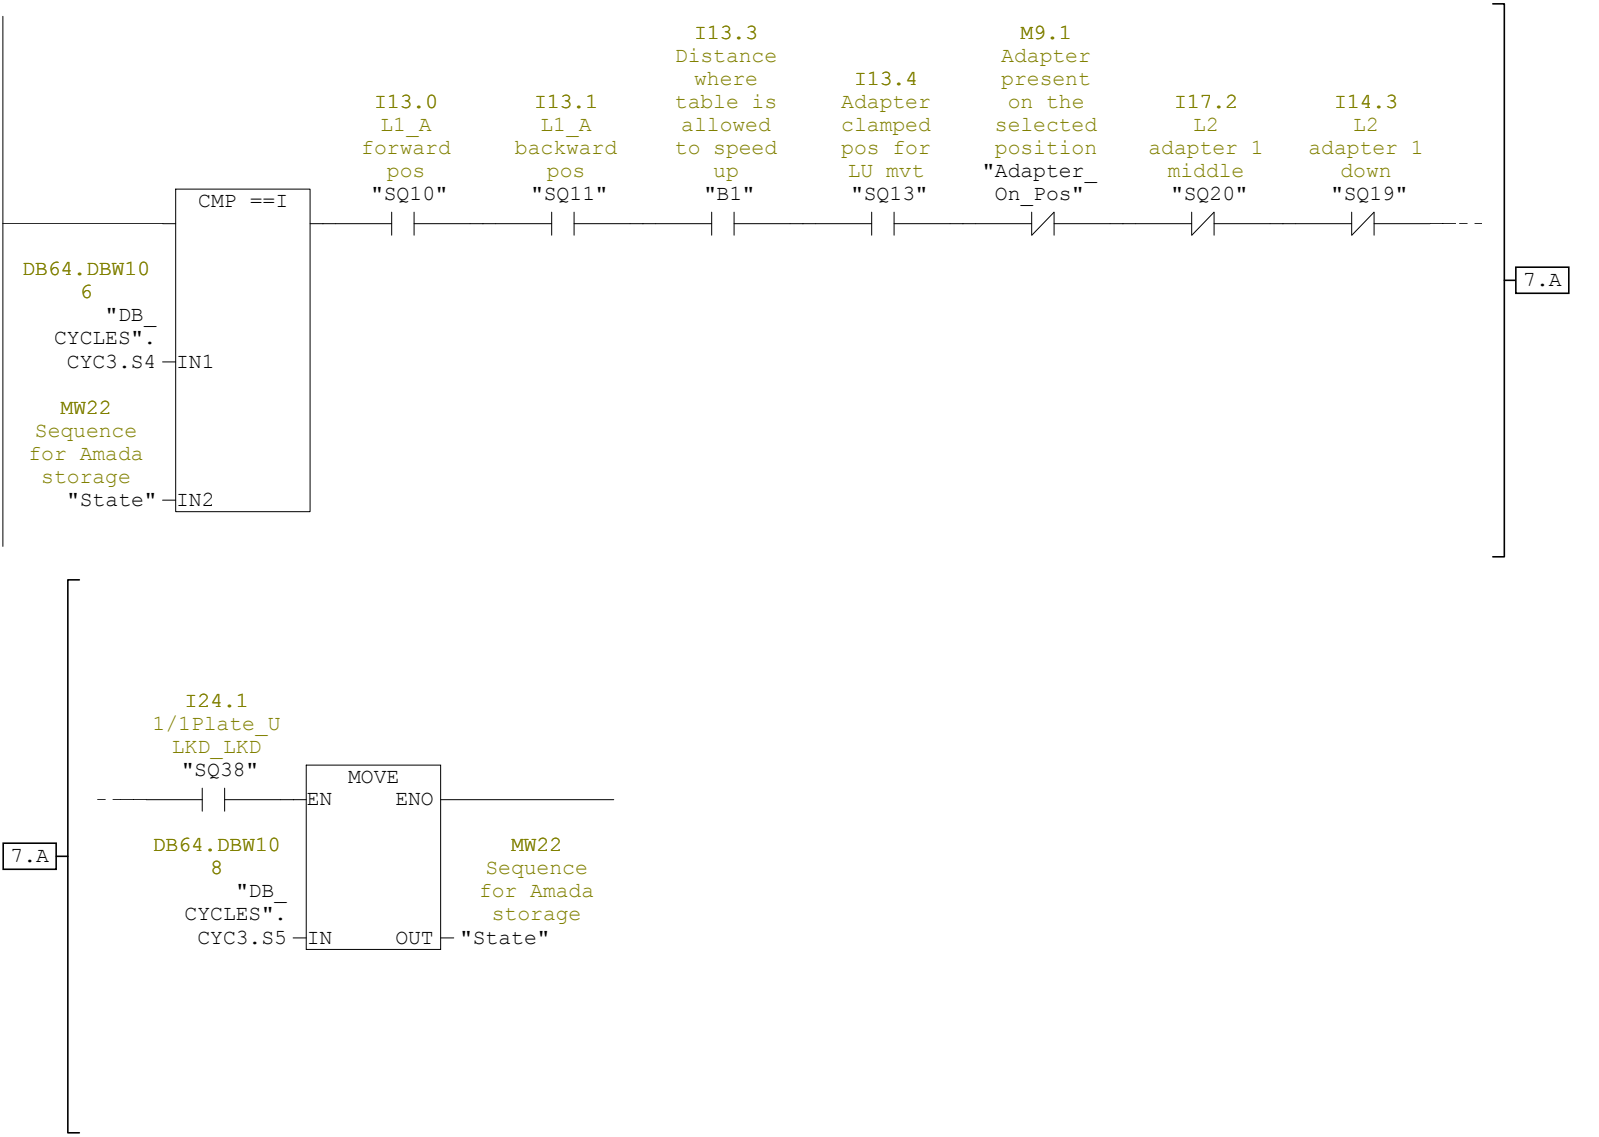 I13.0
L1_A
forward
pos
"SQ10"
I13.1
L1_A
backward
pos
"SQ11"
I13.3
Distance
where
table is
allowed
to speed
up
"B1"
I13.4
Adapter
clamped
pos for
LU mvt
"SQ13"
M9.1
Adapter
present
on the
selected
position
"Adapter_
On_Pos"
I17.2
L2
adapter 1
middle
"SQ20"
I14.3
L2
adapter 1
down
"SQ19"
CMP ==I
DB64.DBW10
6
"DB_
CYCLES".
CYC3.S4
IN1
MW22
Sequence
for Amada
storage
"State"
IN2
7.A
7.A
I24.1
1/1Plate_U
LKD_LKD
"SQ38"
MOVE
EN ENO
DB64.DBW10
8
"DB_
CYCLES".
CYC3.S5
IN OUT
MW22
Sequence
for Amada
storage
"State"